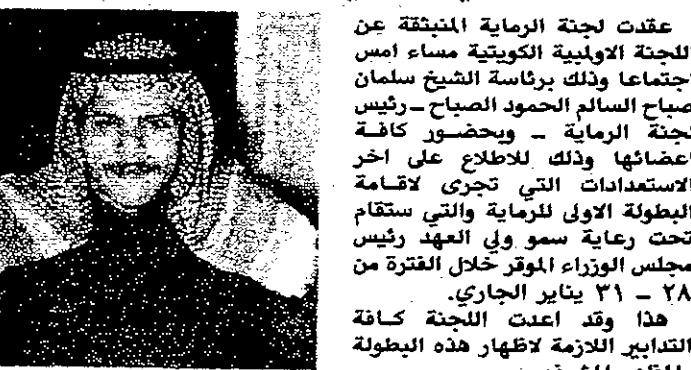 عقدت لجنة الرماية المنبثقة عن
اللجنة الاولمبية الكويتية مساء امس
اجتماعا وذلك برئاسة الشيخ سلمان
صباح السالم الحمود الصباح ـ رئيس
لجنة الرماية ـ وبحضور كافة
اعضائها وذلك للاطلاع على اخر
الاستعدادات التي تجرى لاقامة
البطولة الاولى للرماية والتي ستقام
تحت رعاية سمو ولي العهد رئيس
مجلس الوزراء الموقر خلال الفترة من
٢٨ ـ ٣١ يناير الجاري.
هذا وقد اعدت اللجنة كافة
التدابير اللازمة لاظهار هذه البطولة